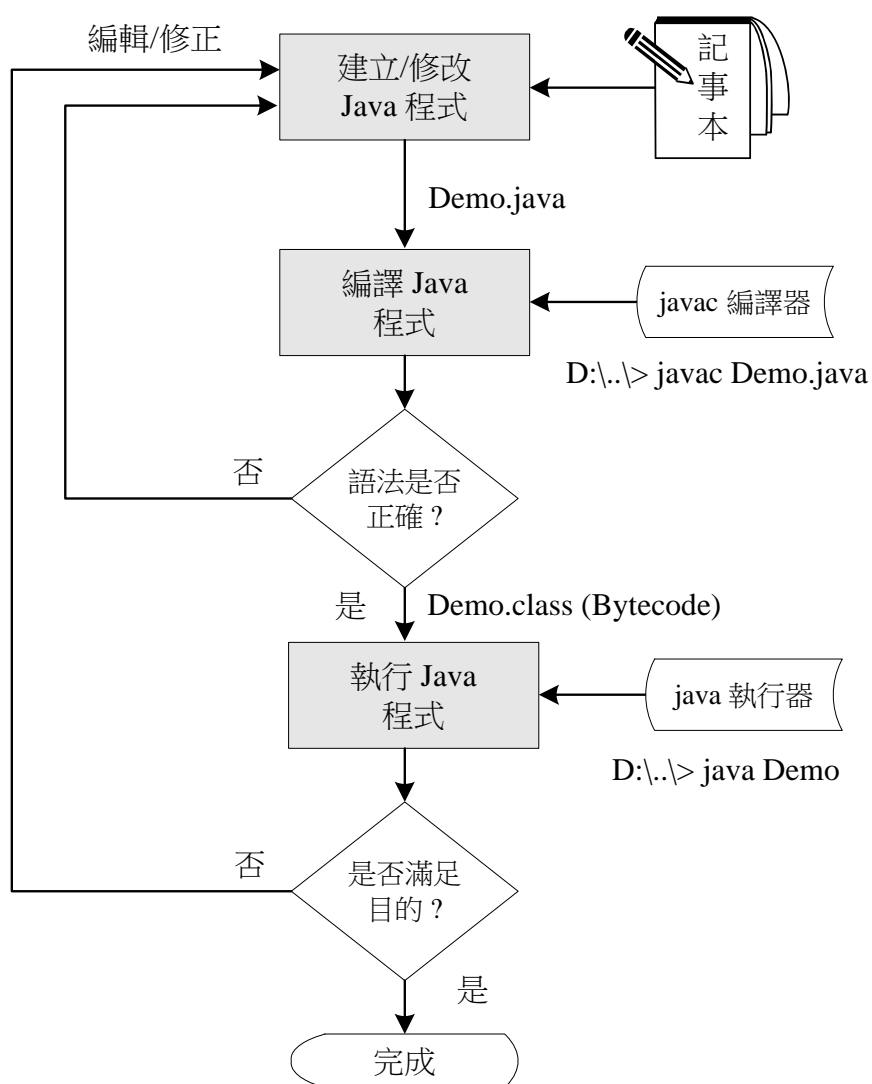 編輯/修正
建立/修改
Java 程式
記
事
本
Demo.java
編譯 Java
程式
javac 編譯器
D:\..\> javac Demo.java
否
語法是否
正確？
是
Demo.class (Bytecode)
執行 Java
程式
java 執行器
D:\..\> java Demo
否
是否滿足
目的？
是
完成